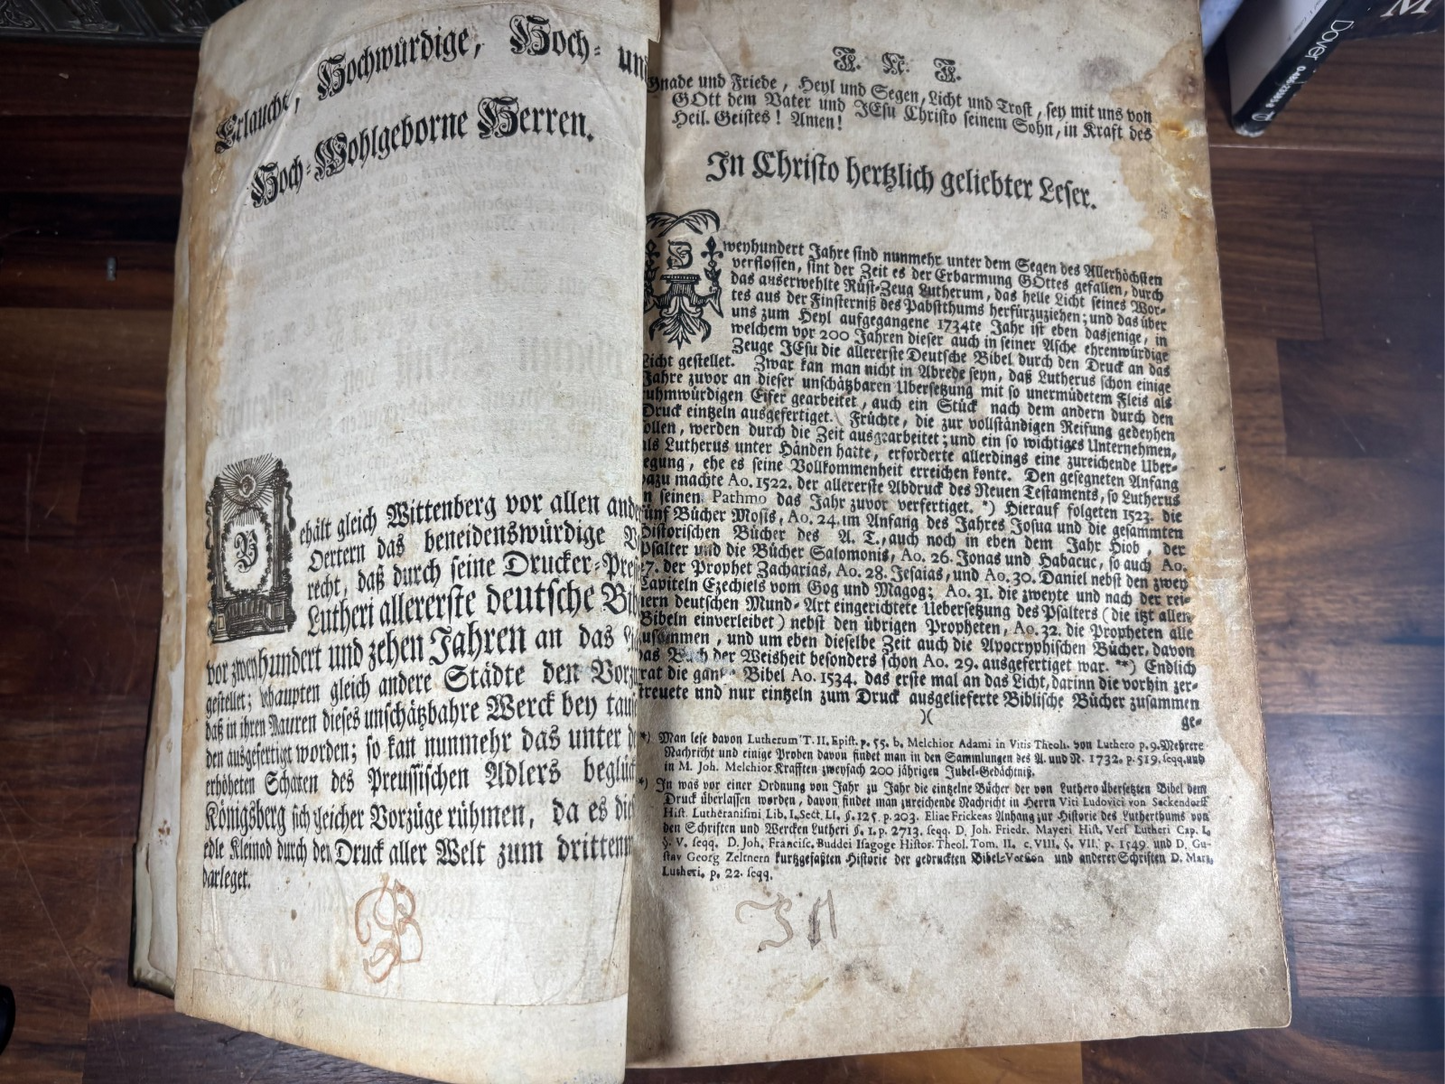 Erlauchte, Hochwürdige, Hoch- und
Hoch-Wohlgeborne Herren.
Behält gleich Wittenberg vor allen ande
Oertern das beneidenswürdige V
recht, daß durch seine Drucker-Pres
Lutheri allererste deutsche Bib
vor zweyhundert und zehen Jahren an das
gestellet; behaupten gleich andere Städte den Vorzu
daß in ihren Mauren dieses unschätzbahre Werck bey tause
den ausgefertiget worden; so kan nunmehr das unter d
erhöheten Scharen des Preussischen Adlers beglück
Königsberg sich gleicher Vorzüge rühmen, da es dies
edle Kleinod durch den Druck aller Welt zum drittenm
darleget.
B
J. N. J.
Gnade und Friede, Heyl und Segen, Licht und Trost, sey mit uns von
GOtt dem Vater und JEsu Christo seinem Sohn, in Kraft des
Heil. Geistes! Amen!
In Christo hertzlich geliebter Leser.
Zweyhundert Jahre sind nunmehr unter dem Segen des Allerhöchsten
verflossen, sint der Zeit es der Erbarmung GOttes gefallen, durch
das auserwehlte Rüst-Zeug Lutherum, das helle Licht seines Wor-
tes aus der Finsterniß des Pabstthums herfürzuziehen; und das über
uns zum Heyl aufgegangene 1734te Jahr ist eben dasjenige, in
welchem vor 200 Jahren dieser auch in seiner Asche ehrenwürdige
Zeuge JEsu die allererste Deutsche Bibel durch den Druck an das
Licht gestellet. Zwar kan man nicht in Abrede seyn, daß Lutherus schon einige
Jahre zuvor an dieser unschätzbaren Ubersetzung mit so unermüdetem Fleis als
ruhmwürdigen Eifer gearbeitet, auch ein Stück nach dem andern durch den
Druck eintzeln ausgefertiget. Früchte, die zur vollständigen Reifung gedeyhen
sollen, werden durch die Zeit ausgearbeitet; und ein so wichtiges Unternehmen,
als Lutherus unter Händen hatte, erforderte allerdings eine zureichende Uber-
legung, ehe es seine Vollkommenheit erreichen konte. Den gesegneten Anfang
dazu machte Ao. 1522. der allererste Abdruck des Neuen Testaments, so Lutherus
in seinen Pathmo das Jahr zuvor verfertiget. *) Hierauf folgeten 1523. die
fünf Bücher Mosis, Ao. 24. im Anfang des Jahres Josua und die gesammten
Historischen Bücher des A. T., auch noch in eben dem Jahr Hiob, der
Psalter und die Bücher Salomonis, Ao. 26. Jonas und Habacuc, so auch Ao.
27. der Prophet Zacharias, Ao. 28. Jesaias, und Ao. 30. Daniel nebst den zwey
Capiteln Ezechiels vom Gog und Magog; Ao. 31. die zweyte und nach der rei-
nern deutschen Mund-Art eingerichtete Uebersetzung des Psalters (die itzt allen
Bibeln einverleibet) nebst den übrigen Propheten, Ao. 32. die Propheten alle
zusammen, und um eben dieselbe Zeit auch die Apocryphischen Bücher, davon
das Buch der Weisheit besonders schon Ao. 29. ausgefertiget war. **) Endlich
trat die gantze Bibel Ao. 1534. das erste mal an das Licht, darinn die vorhin zer-
streuete und nur eintzeln zum Druck ausgelieferte Biblische Bücher zusammen
)( ge-
*) Man lese davon Lutherum T. II. Epist. p. 55. b. Melchior Adami in Vitis Theol. von Luthero p. 9. Mehrere
Nachricht und einige Proben davon findet man in den Sammlungen des A. und N. 1732. p. 519. seqq. und
in M. Joh. Melchior Krafften zweyfach 200 jährigen Jubel-Gedächtniß.
*) In was vor einer Ordnung von Jahr zu Jahr die eintzelne Bücher der von Luthero übersetzten Bibel dem
Druck überlassen worden, davon findet man zureichende Nachricht in Herrn Viti Ludovici von Seckendorff
Hist. Lutheranismi Lib. I. Sect. LI. §. 125. p. 203. Eliae Frickens Anhang zur Historie des Lutherthums von
den Schriften und Wercken Lutheri §. 1. p. 2713. seqq. D. Joh. Friedr. Mayeri Hist. Vers Lutheri Cap. I.
§. V. seqq. D. Joh. Francisc. Buddei Isagoge Histor. Theol. Tom. II. c. VIII. §. VII. p. 1549. und D. Gu-
stav Georg Zeltnern kurtzgefaßten Historie der gedruckten Bibel-Version und anderer Schriften D. Mart.
Lutheri, p. 22. seqq.
Dover
M